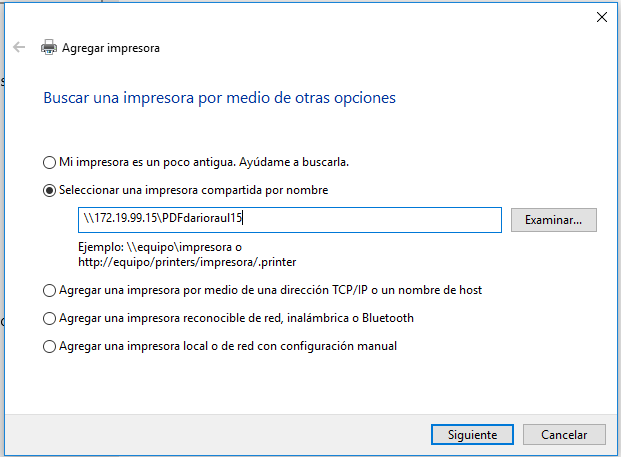 Agregar impresora
Buscar una impresora por medio de otras opciones
Mi impresora es un poco antigua. Ayúdame a buscarla.
Seleccionar una impresora compartida por nombre
\\172.19.99.15\PDFdarioraul15
Examinar...
Ejemplo: \\equipo\impresora o
http://equipo/printers/impresora/.printer
Agregar una impresora por medio de una dirección TCP/IP o un nombre de host
Agregar una impresora reconocible de red, inalámbrica o Bluetooth
Agregar una impresora local o de red con configuración manual
Siguiente
Cancelar